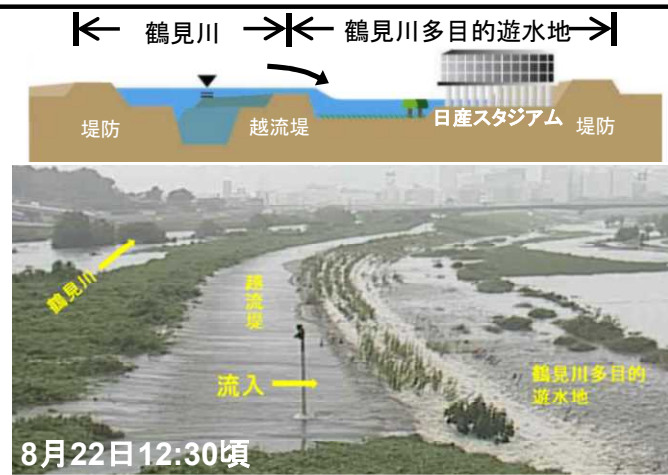 鶴見川
鶴見川多目的遊水地
堤防
越流堤
日産スタジアム
堤防
鶴見川
越流堤
流入
鶴見川多目的
遊水地
8月22日12:30頃